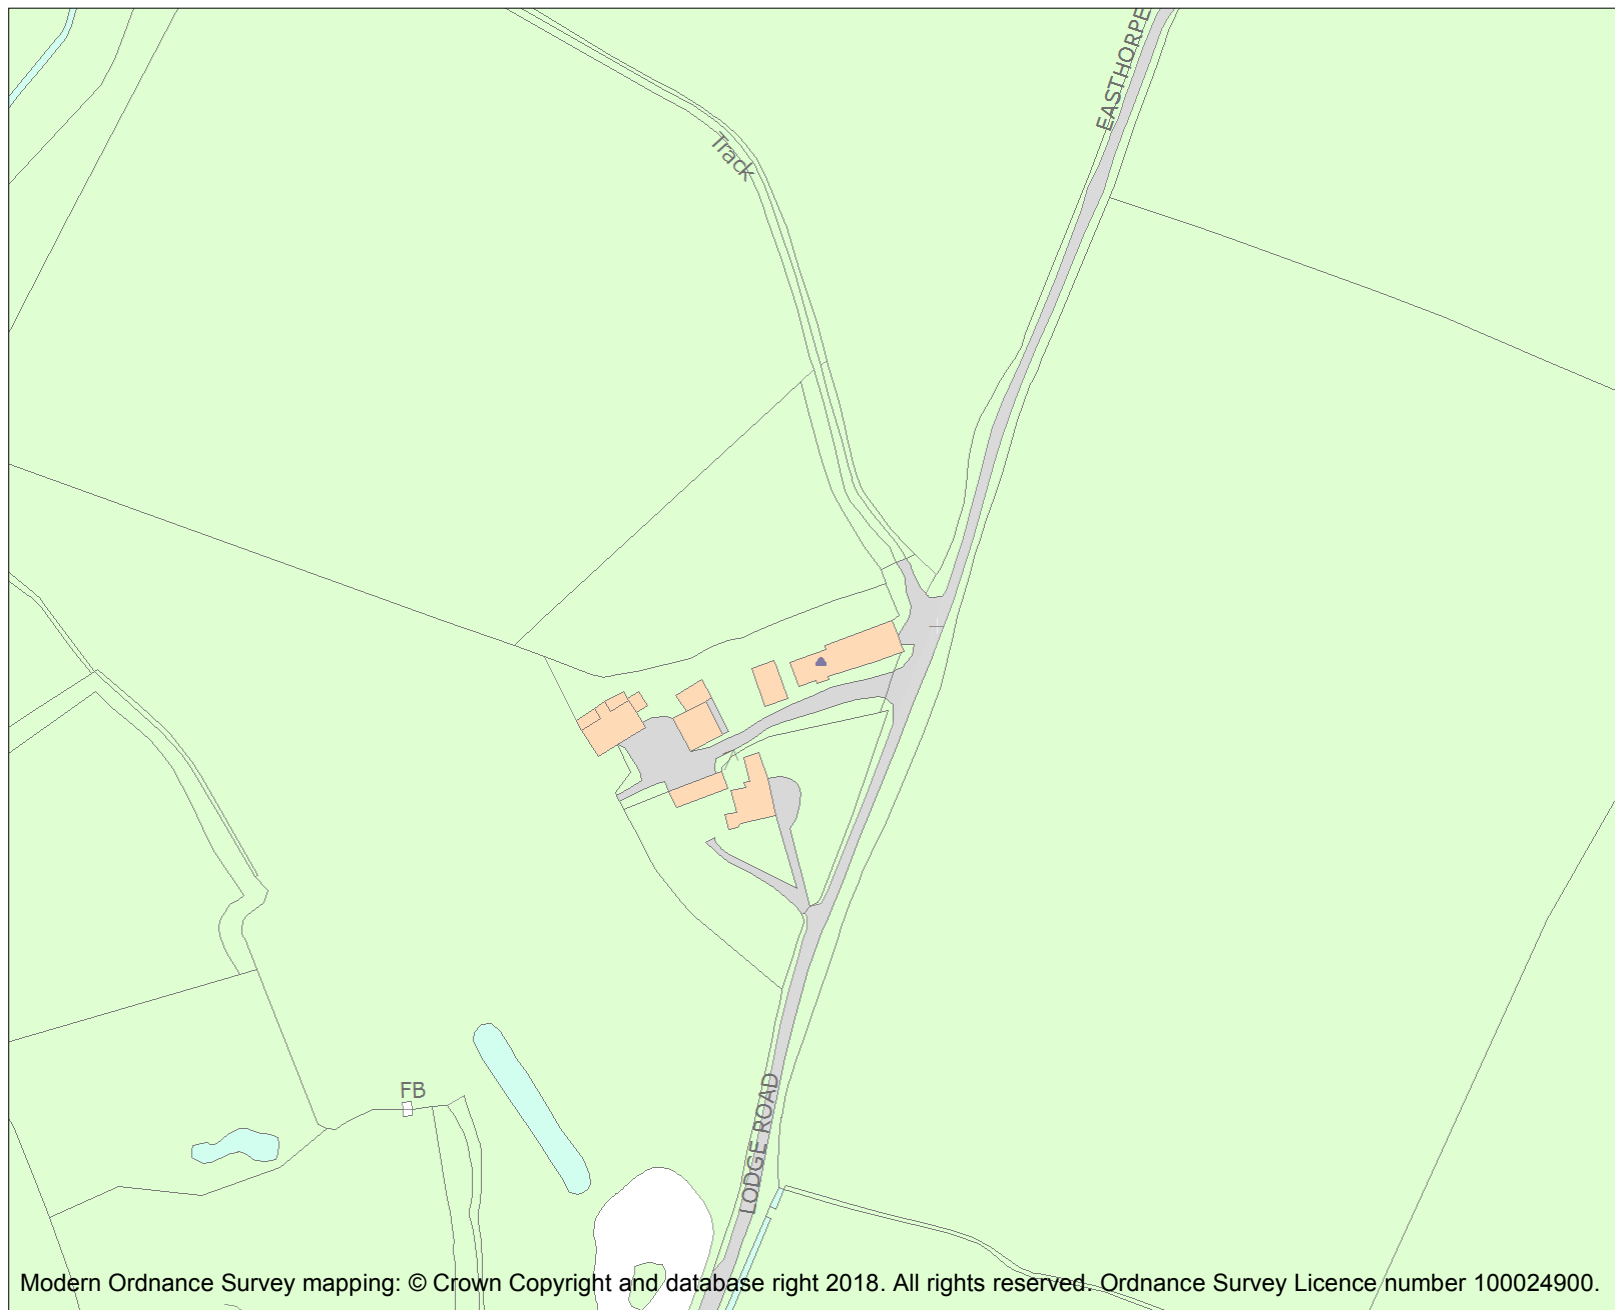 EASTHORPE
Track
FB
LODGE ROAD
Modern Ordnance Survey mapping: © Crown Copyright and database right 2018. All rights reserved. Ordnance Survey Licence number 100024900.